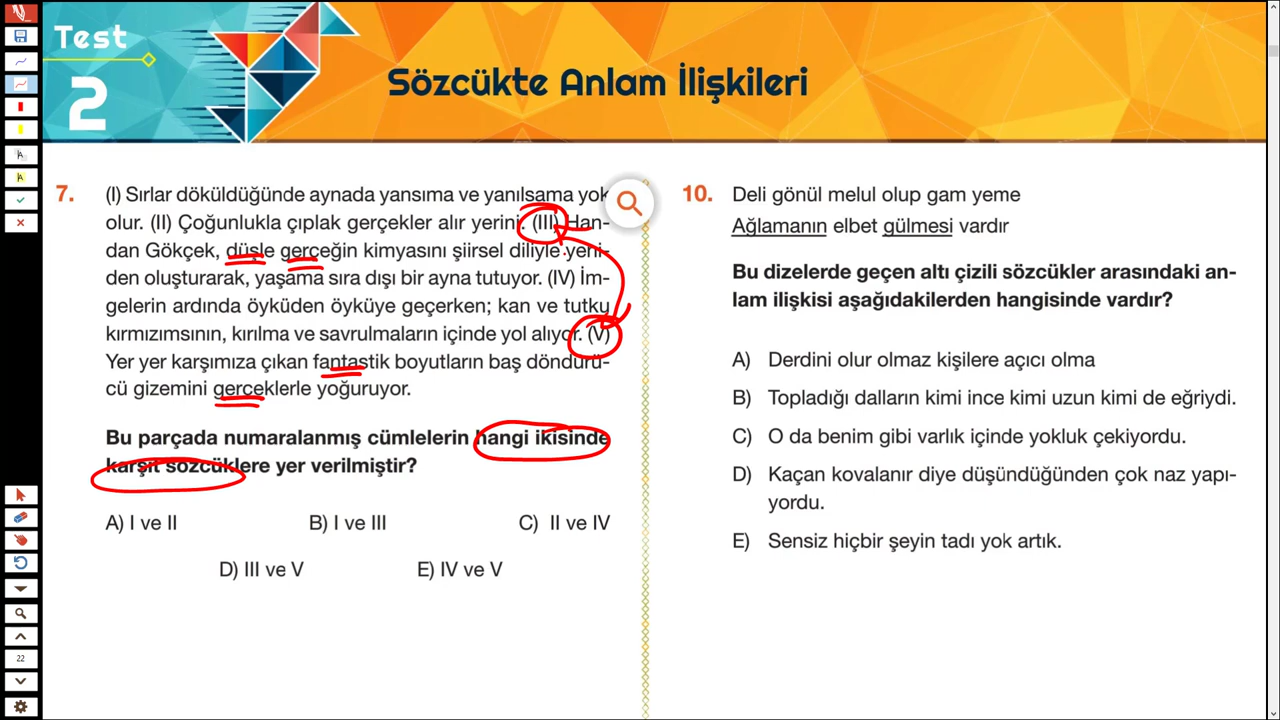 Test
2
Sözcükte Anlam İlişkileri
7. (I) Sırlar döküldüğünde aynada yansıma ve yanılsama yok
olur. (II) Çoğunlukla çıplak gerçekler alır yerini. (III) Han-
dan Gökçek, düşle gerçeğin kimyasını şiirsel diliyle yeni-
den oluşturarak, yaşama sıra dışı bir ayna tutuyor. (IV) İm-
gelerin ardında öyküden öyküye geçerken; kan ve tutku
kırmızımsının, kırılma ve savrulmaların içinde yol alıyor. (V)
Yer yer karşımıza çıkan fantastik boyutların baş döndürü-
cü gizemini gerçeklerle yoğuruyor.
Bu parçada numaralanmış cümlelerin hangi ikisinde
karşıt sözcüklere yer verilmiştir?
A) I ve II B) I ve III C) II ve IV
D) III ve V E) IV ve V
10. Deli gönül melul olup gam yeme
Ağlamanın elbet gülmesi vardır
Bu dizelerde geçen altı çizili sözcükler arasındaki an-
lam ilişkisi aşağıdakilerden hangisinde vardır?
A) Derdini olur olmaz kişilere açıcı olma
B) Topladığı dalların kimi ince kimi uzun kimi de eğriydi.
C) O da benim gibi varlık içinde yokluk çekiyordu.
D) Kaçan kovalanır diye düşündüğünden çok naz yapı-
yordu.
E) Sensiz hiçbir şeyin tadı yok artık.
22